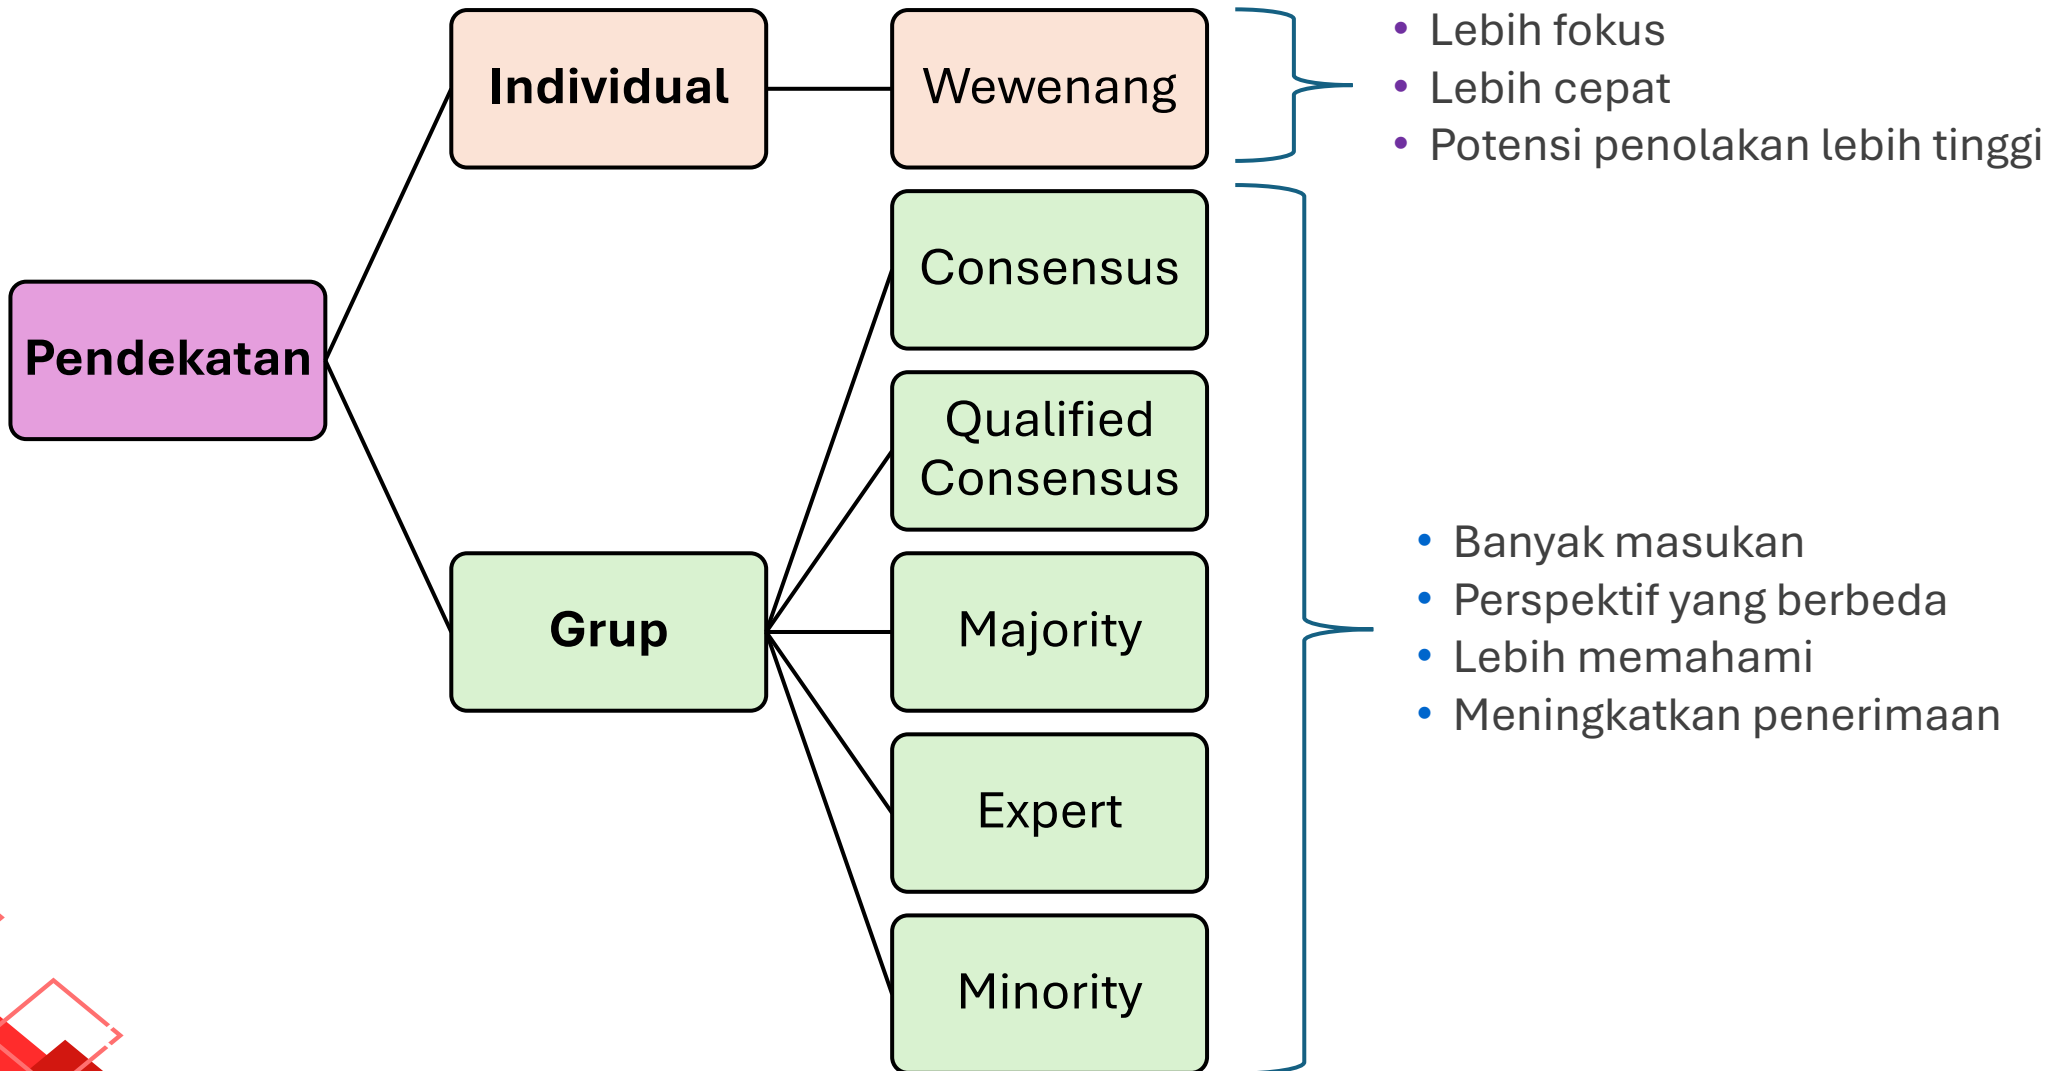 Pendekatan
Individual
Wewenang
• Lebih fokus
• Lebih cepat
• Potensi penolakan lebih tinggi
Grup
Consensus
Qualified
Consensus
Majority
Expert
Minority
• Banyak masukan
• Perspektif yang berbeda
• Lebih memahami
• Meningkatkan penerimaan